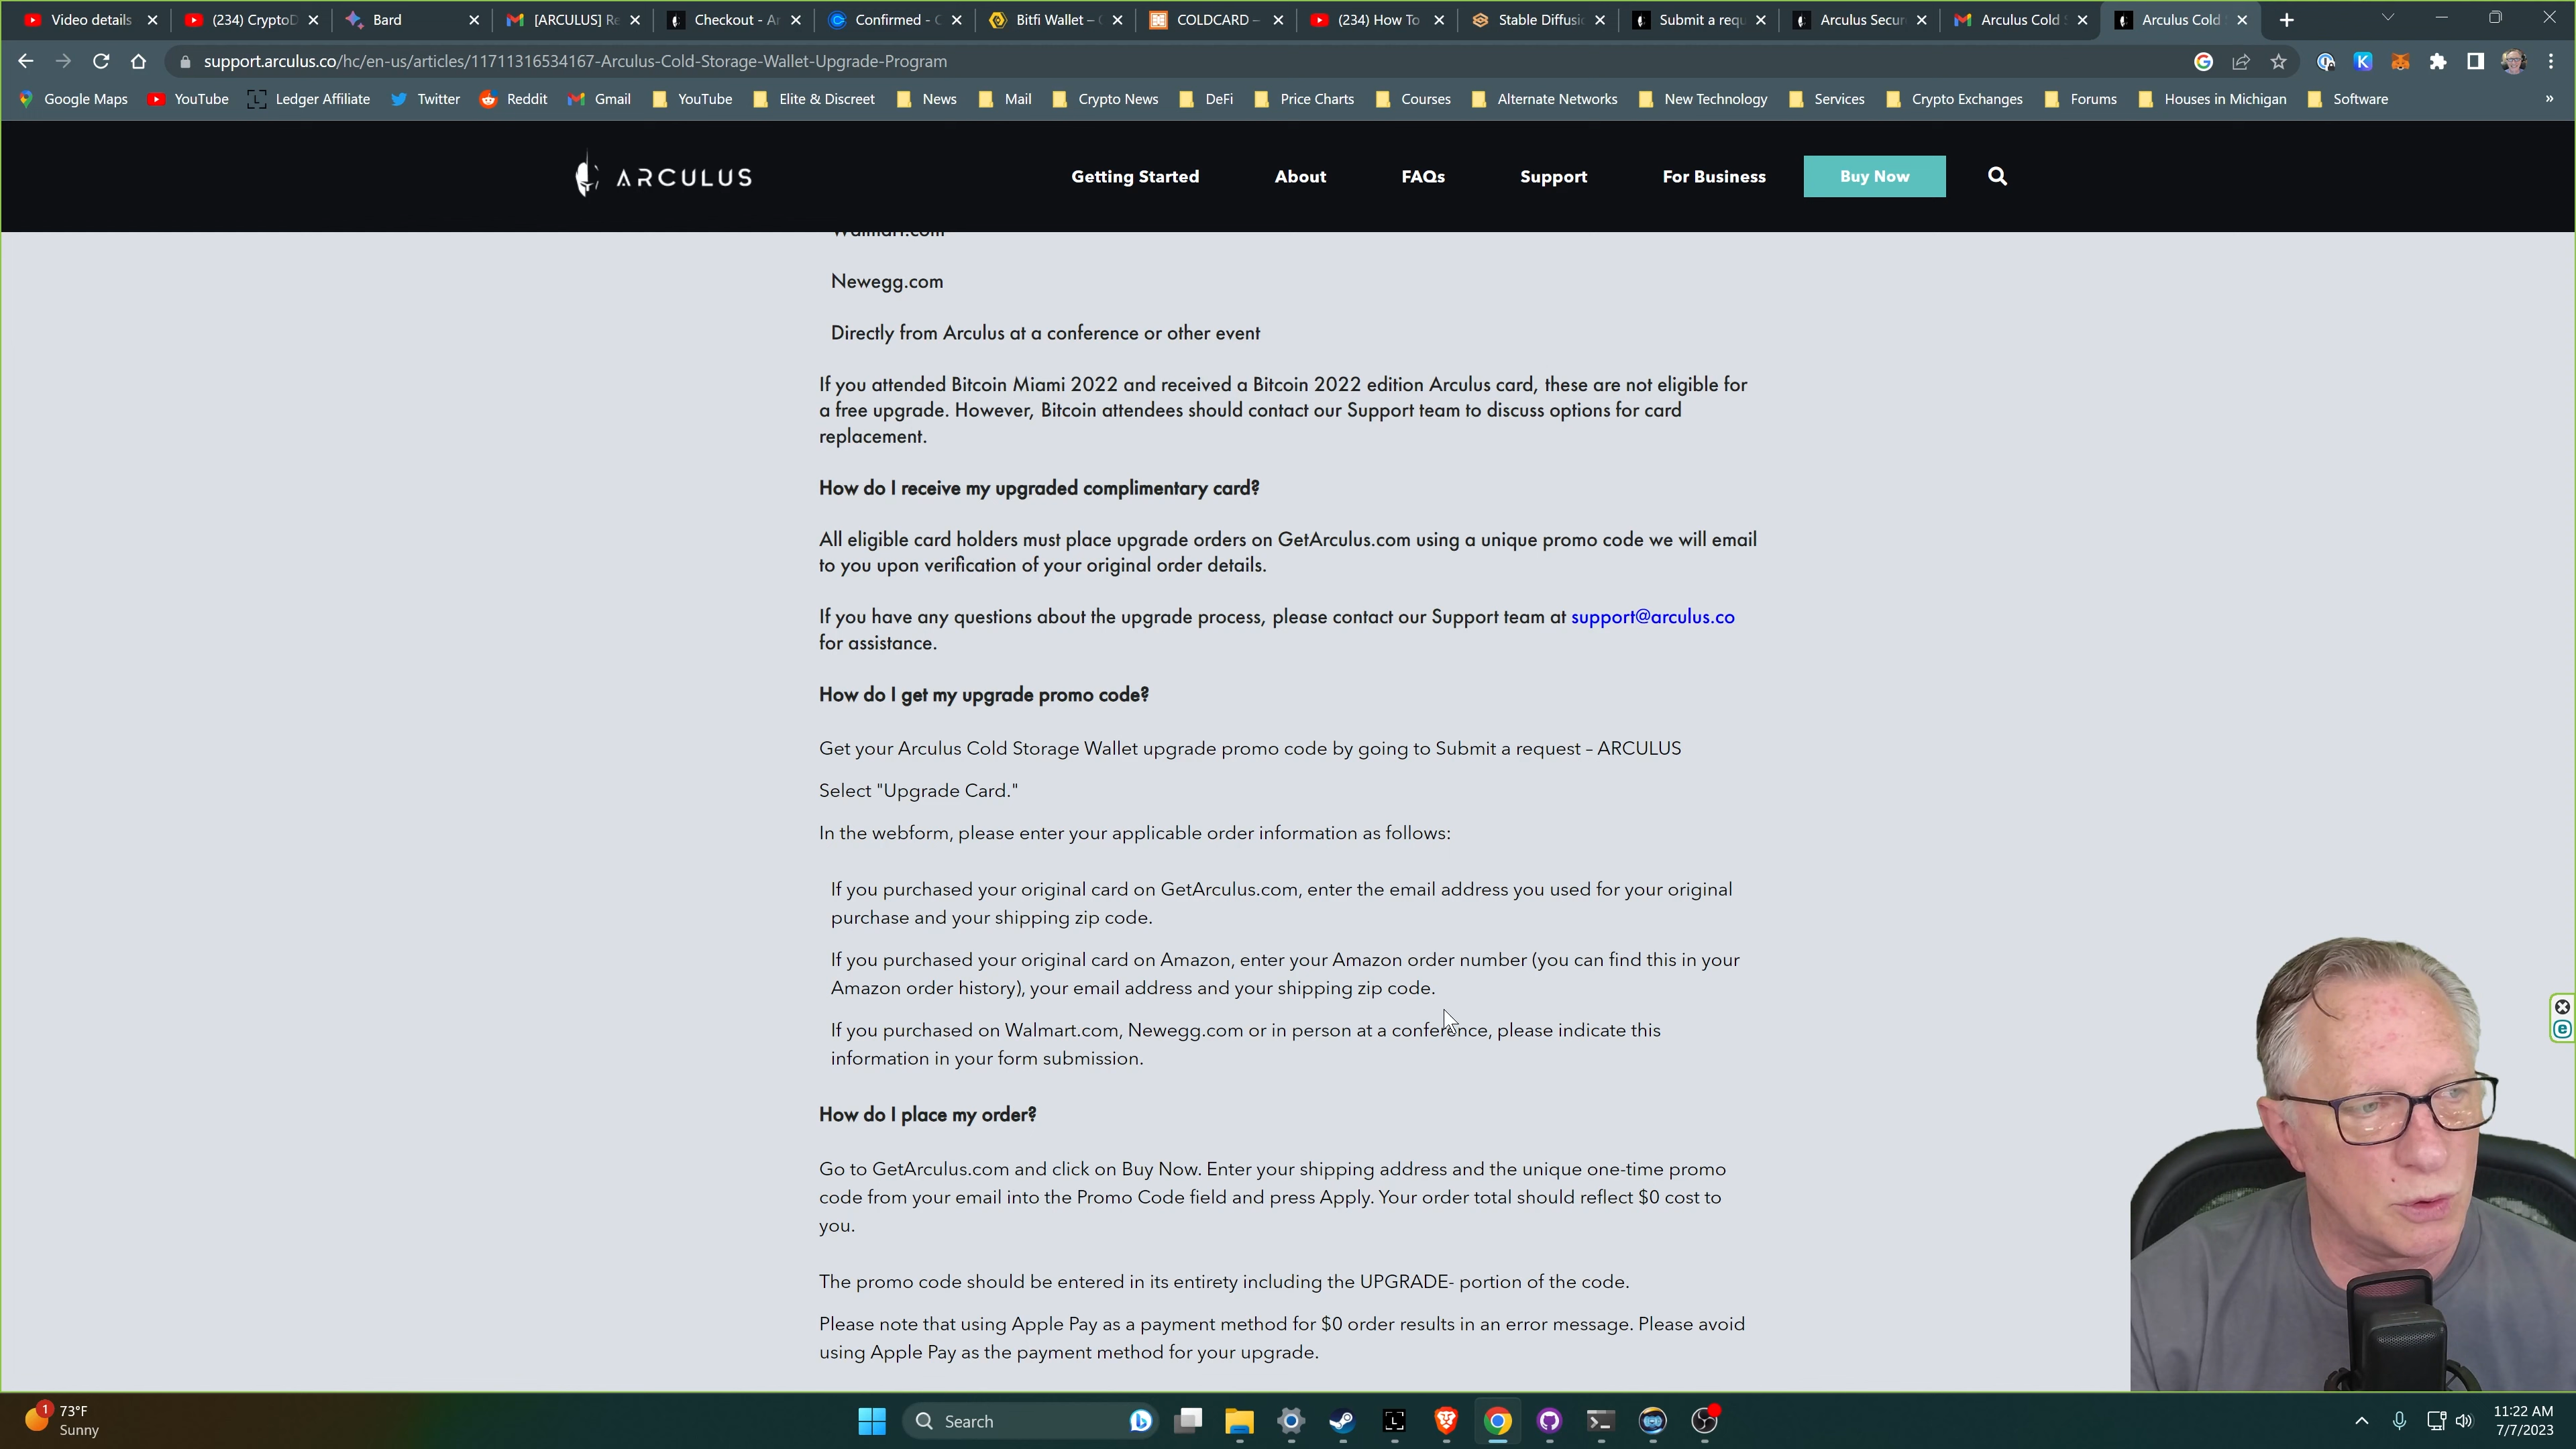 Video details
(234) CryptoD
Bard
[ARCULUS] Re
Checkout - Ar
Confirmed - C
Bitfi Wallet –
COLDCARD –
(234) How To
Stable Diffusi
Submit a requ
Arculus Secur
Arculus Cold S
Arculus Cold
support.arculus.co/hc/en-us/articles/11711316534167-Arculus-Cold-Storage-Wallet-Upgrade-Program
Google Maps
YouTube
Ledger Affiliate
Twitter
Reddit
Gmail
YouTube
Elite & Discreet
News
Mail
Crypto News
DeFi
Price Charts
Courses
Alternate Networks
New Technology
Services
Crypto Exchanges
Forums
Houses in Michigan
Software
»
ARCULUS
Getting Started
About
FAQs
Support
For Business
Buy Now
Walmart.com
Newegg.com
Directly from Arculus at a conference or other event
If you attended Bitcoin Miami 2022 and received a Bitcoin 2022 edition Arculus card, these are not eligible for
a free upgrade. However, Bitcoin attendees should contact our Support team to discuss options for card
replacement.
How do I receive my upgraded complimentary card?
All eligible card holders must place upgrade orders on GetArculus.com using a unique promo code we will email
to you upon verification of your original order details.
If you have any questions about the upgrade process, please contact our Support team at support@arculus.co
for assistance.
How do I get my upgrade promo code?
Get your Arculus Cold Storage Wallet upgrade promo code by going to Submit a request – ARCULUS
Select "Upgrade Card."
In the webform, please enter your applicable order information as follows:
If you purchased your original card on GetArculus.com, enter the email address you used for your original
purchase and your shipping zip code.
If you purchased your original card on Amazon, enter your Amazon order number (you can find this in your
Amazon order history), your email address and your shipping zip code.
If you purchased on Walmart.com, Newegg.com or in person at a conference, please indicate this
information in your form submission.
How do I place my order?
Go to GetArculus.com and click on Buy Now. Enter your shipping address and the unique one-time promo
code from your email into the Promo Code field and press Apply. Your order total should reflect $0 cost to
you.
The promo code should be entered in its entirety including the UPGRADE- portion of the code.
Please note that using Apple Pay as a payment method for $0 order results in an error message. Please avoid
using Apple Pay as the payment method for your upgrade.
1
73°F
Sunny
Search
11:22 AM
7/7/2023